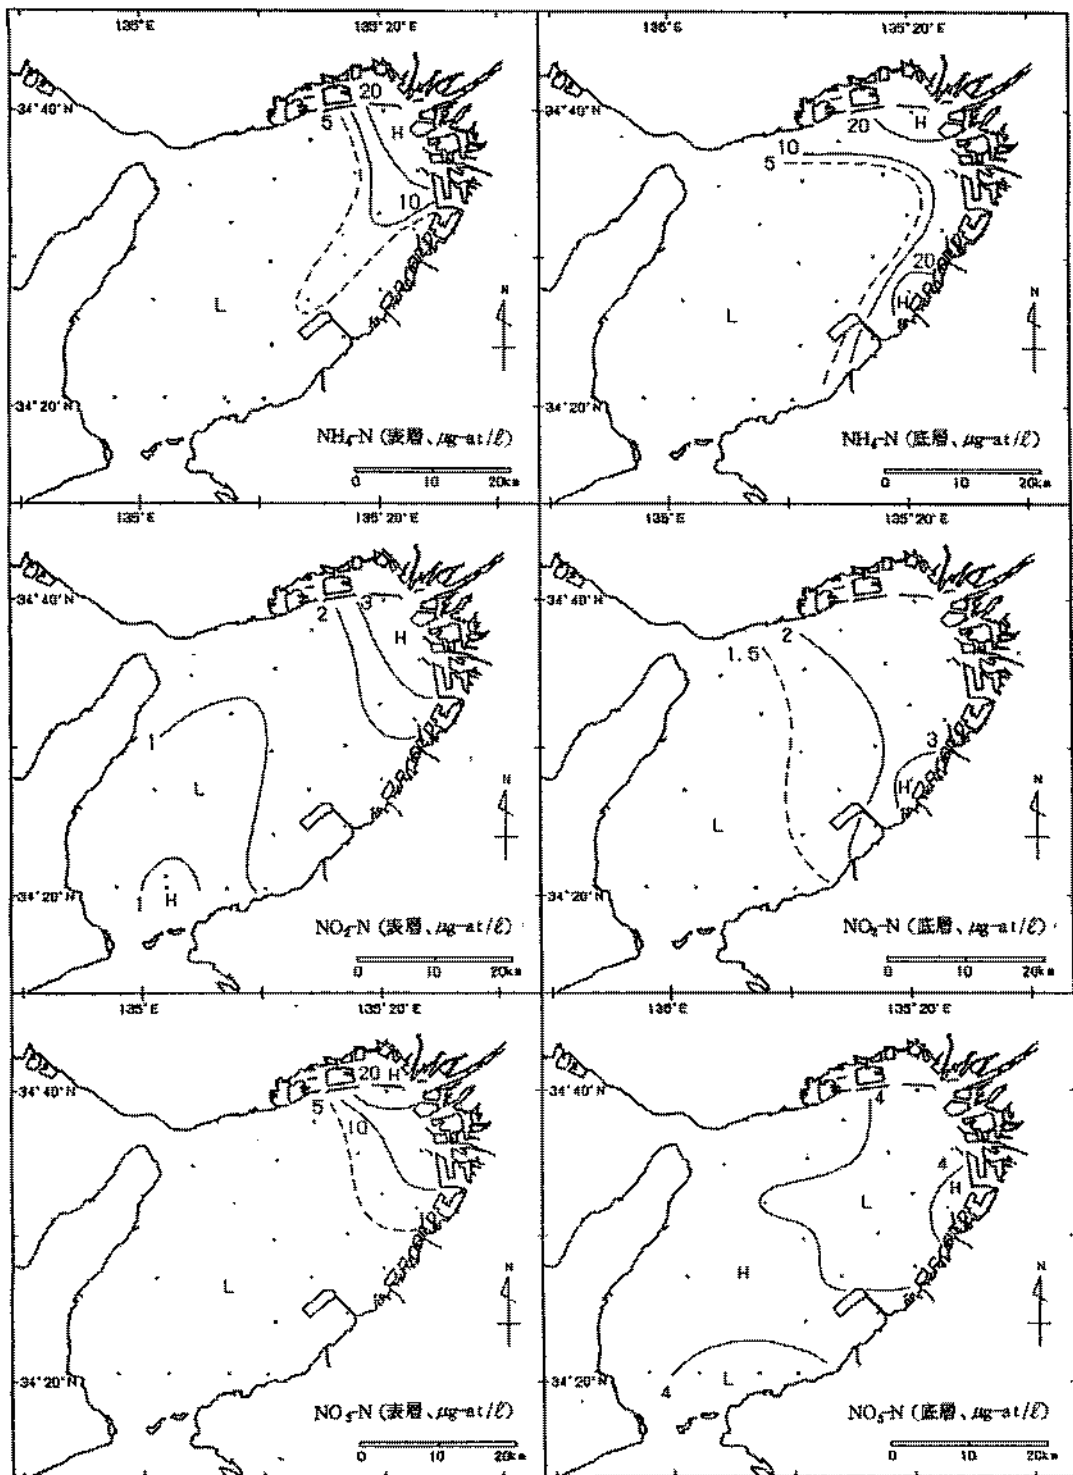 135°E 135°20'E
34°40'N
20
5
H
10
L
N
34°20'N
NH₄-N (表層、μg-at/ℓ)
0 10 20km
135°E 135°20'E
34°40'N
20
H
10
5
20
H
L
N
34°20'N
NH₄-N (底層、μg-at/ℓ)
0 10 20km
135°E 135°20'E
34°40'N
2 3
H
1
L
N
34°20'N
1 H
NO₂-N (表層、μg-at/ℓ)
0 10 20km
135°E 135°20'E
34°40'N
2
1.5
3
H
L
N
34°20'N
NO₂-N (底層、μg-at/ℓ)
0 10 20km
135°E 135°20'E
34°40'N
20 H
5
10
L
N
34°20'N
NO₃-N (表層、μg-at/ℓ)
0 10 20km
135°E 135°20'E
34°40'N
4
4
H
L
H
N
34°20'N
4 L
NO₃-N (底層、μg-at/ℓ)
0 10 20km